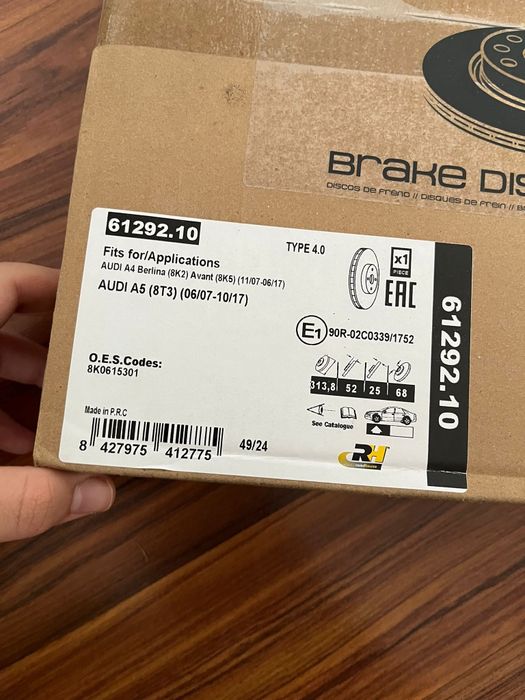 Brake DIS
DISCOS DE FRENO // DISQUES DE FREIN // BR
61292.10
TYPE 4.0
x1
PIECE
EAC
Fits for/Applications
AUDI A4 Berlina (8K2) Avant (8K5) (11/07-06/17)
AUDI A5 (8T3) (06/07-10/17)
E1 90R-02C0339/1752
O.E.S.Codes:
8K0615301
313,8 52 25 68
See Catalogue
Made in P.R.C
8 427975 412775
49/24
RH
roadhouse
61292.10